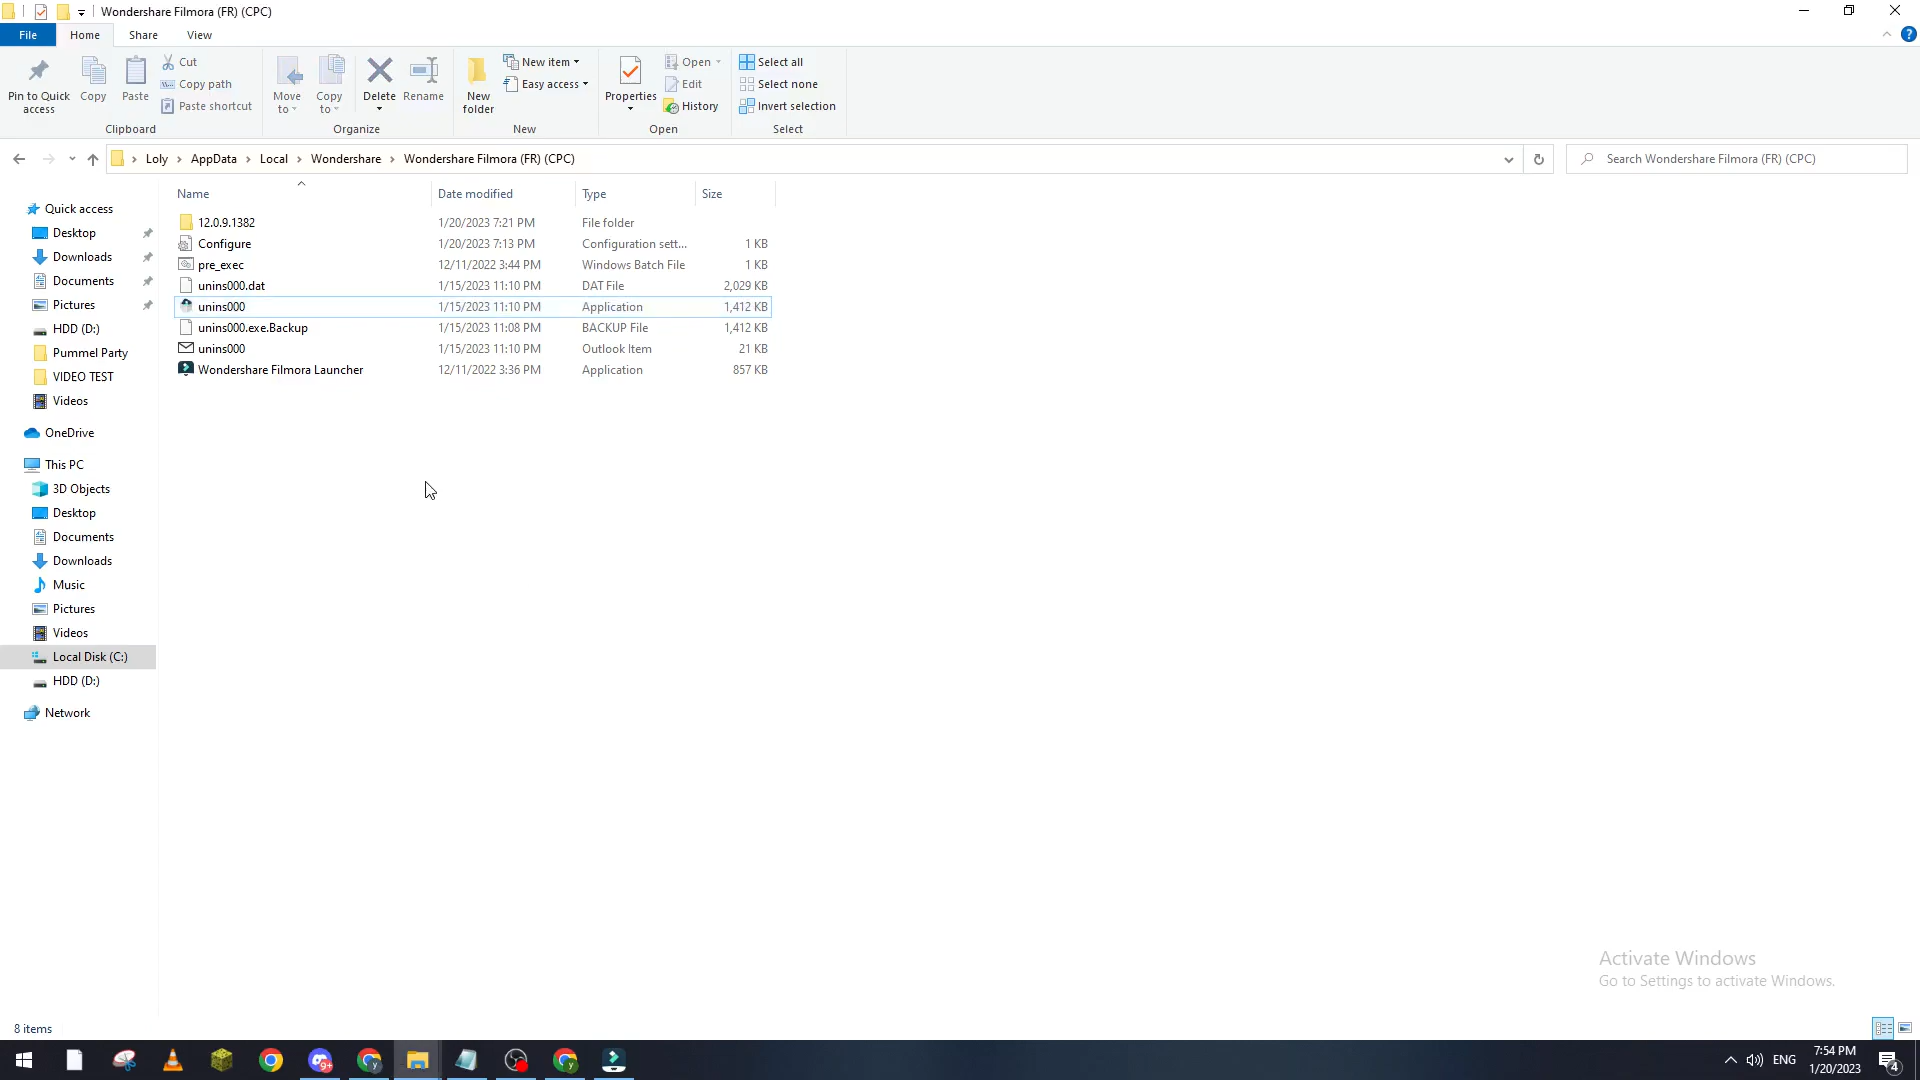 Wondershare Filmora (FR) (CPC)
File Home Share View
Pin to Quick access
Copy
Paste
Cut
Copy path
Paste shortcut
Clipboard
Move to
Copy to
Delete
Rename
Organize
New folder
New item
Easy access
New
Properties
Open
Edit
History
Open
Select all
Select none
Invert selection
Select
Loly > AppData > Local > Wondershare > Wondershare Filmora (FR) (CPC)
Search Wondershare Filmora (FR) (CPC)
Quick access
Desktop
Downloads
Documents
Pictures
HDD (D:)
Pummel Party
VIDEO TEST
Videos
OneDrive
This PC
3D Objects
Desktop
Documents
Downloads
Music
Pictures
Videos
Local Disk (C:)
HDD (D:)
Network
Name Date modified Type Size
12.0.9.1382 1/20/2023 7:21 PM File folder
Configure 1/20/2023 7:13 PM Configuration sett... 1 KB
pre_exec 12/11/2022 3:44 PM Windows Batch File 1 KB
unins000.dat 1/15/2023 11:10 PM DAT File 2,029 KB
unins000 1/15/2023 11:10 PM Application 1,412 KB
unins000.exe.Backup 1/15/2023 11:08 PM BACKUP File 1,412 KB
unins000 1/15/2023 11:10 PM Outlook Item 21 KB
Wondershare Filmora Launcher 12/11/2022 3:36 PM Application 857 KB
Activate Windows
Go to Settings to activate Windows.
8 items
9+
y
y
ENG
7:54 PM
1/20/2023
4